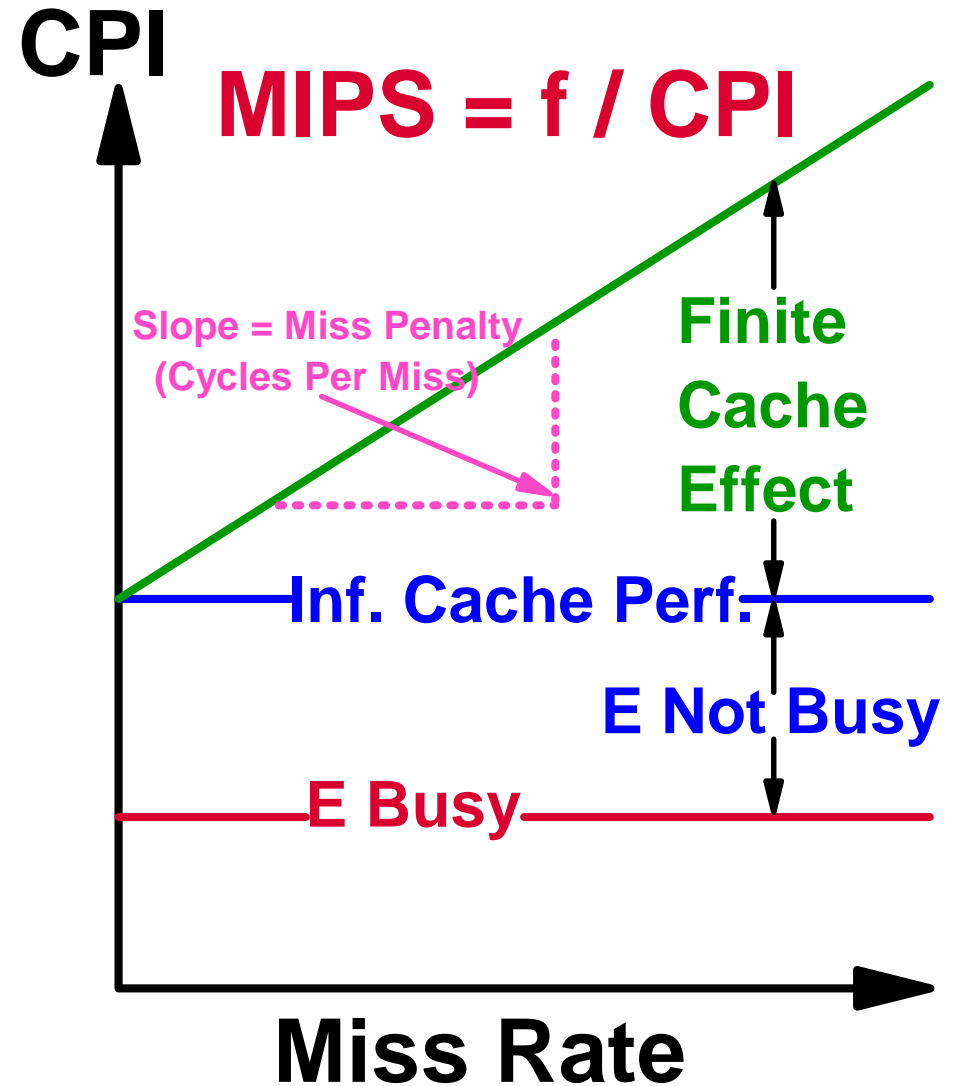 CPI
MIPS = f / CPI
Slope = Miss Penalty
(Cycles Per Miss)
Finite
Cache
Effect
Inf. Cache Perf.
E Not Busy
E Busy
Miss Rate